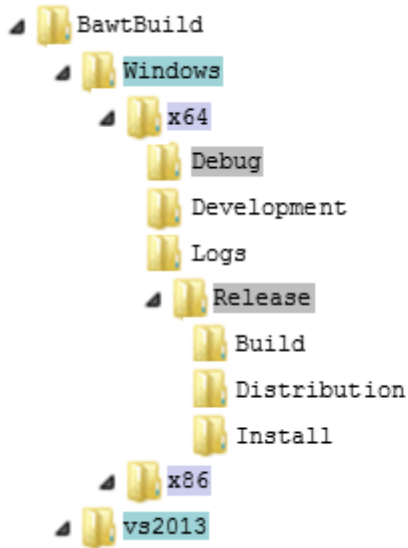 BawtBuild
Windows
x64
Debug
Development
Logs
Release
Build
Distribution
Install
x86
vs2013